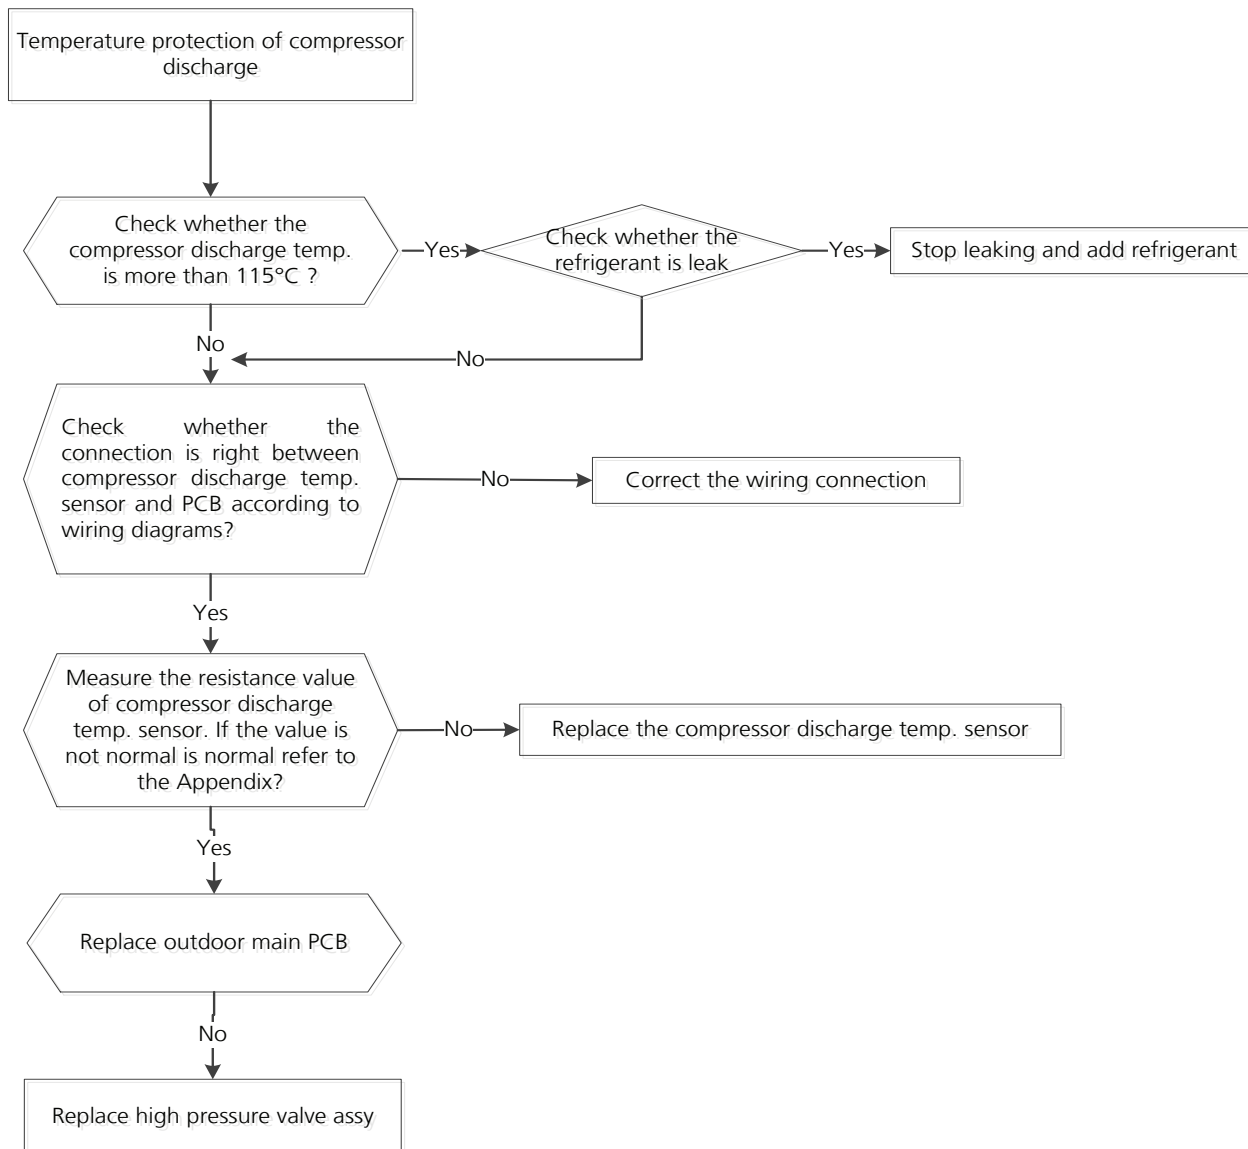 Temperature protection of compressor
discharge
Check whether the
compressor discharge temp.
is more than 115°C ?
Yes
Check whether the
refrigerant is leak
Yes
Stop leaking and add refrigerant
No
No
Check whether the
connection is right between
compressor discharge temp.
sensor and PCB according to
wiring diagrams?
No
Correct the wiring connection
Yes
Measure the resistance value
of compressor discharge
temp. sensor. If the value is
not normal is normal refer to
the Appendix?
No
Replace the compressor discharge temp. sensor
Yes
Replace outdoor main PCB
No
Replace high pressure valve assy